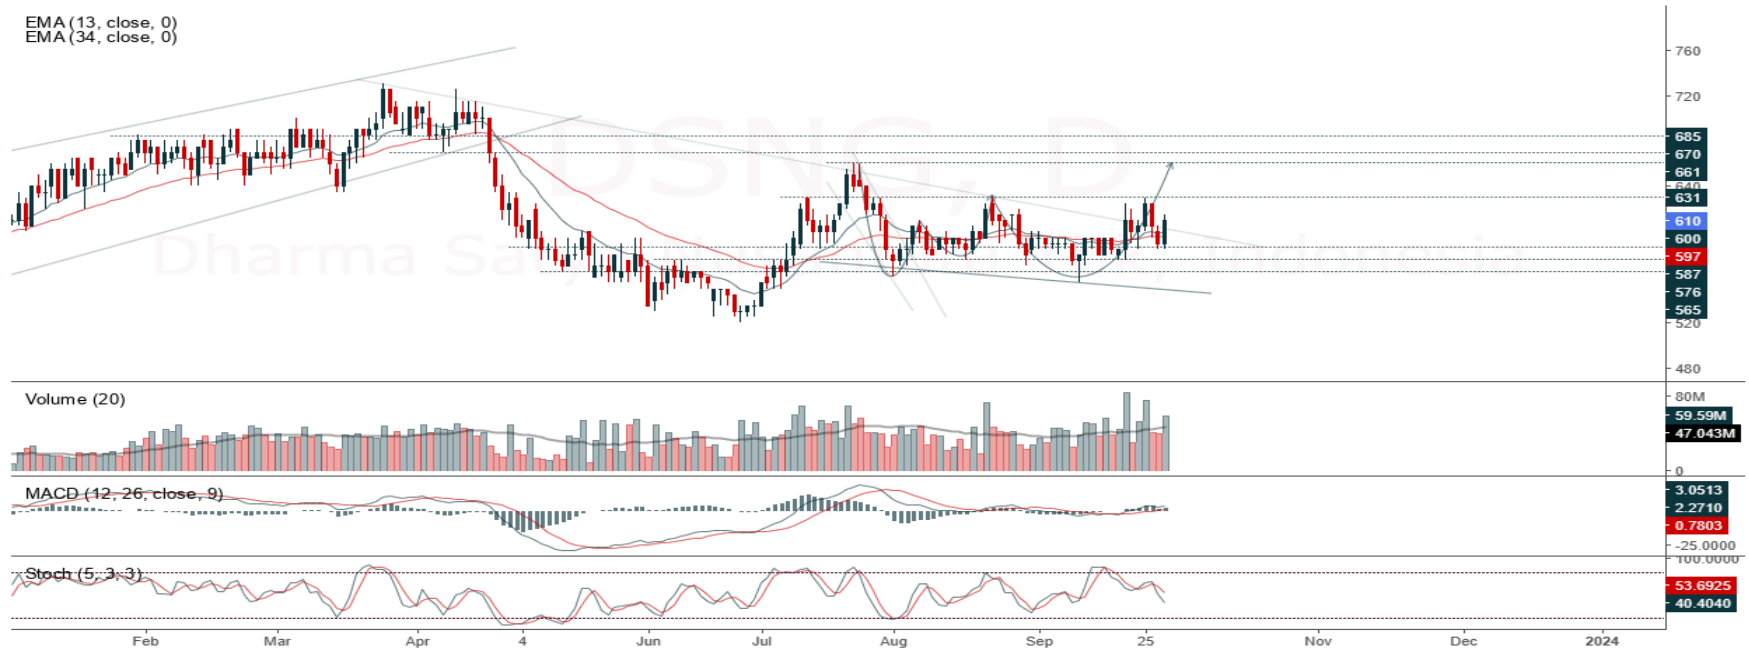 EMA (13, close, 0)
EMA (34, close, 0)
DSNG, D
Dharma Sa
760
720
685
670
661
640
631
610
600
597
587
576
565
520
480
Volume (20)
80M
59.59M
47.043M
0
MACD (12, 26, close, 9)
3.0513
2.2710
0.7803
-25.0000
100.0000
Stoch (5, 3, 3)
53.6925
40.4040
Feb Mar Apr 4 Jun Jul Aug Sep 25 Nov Dec 2024